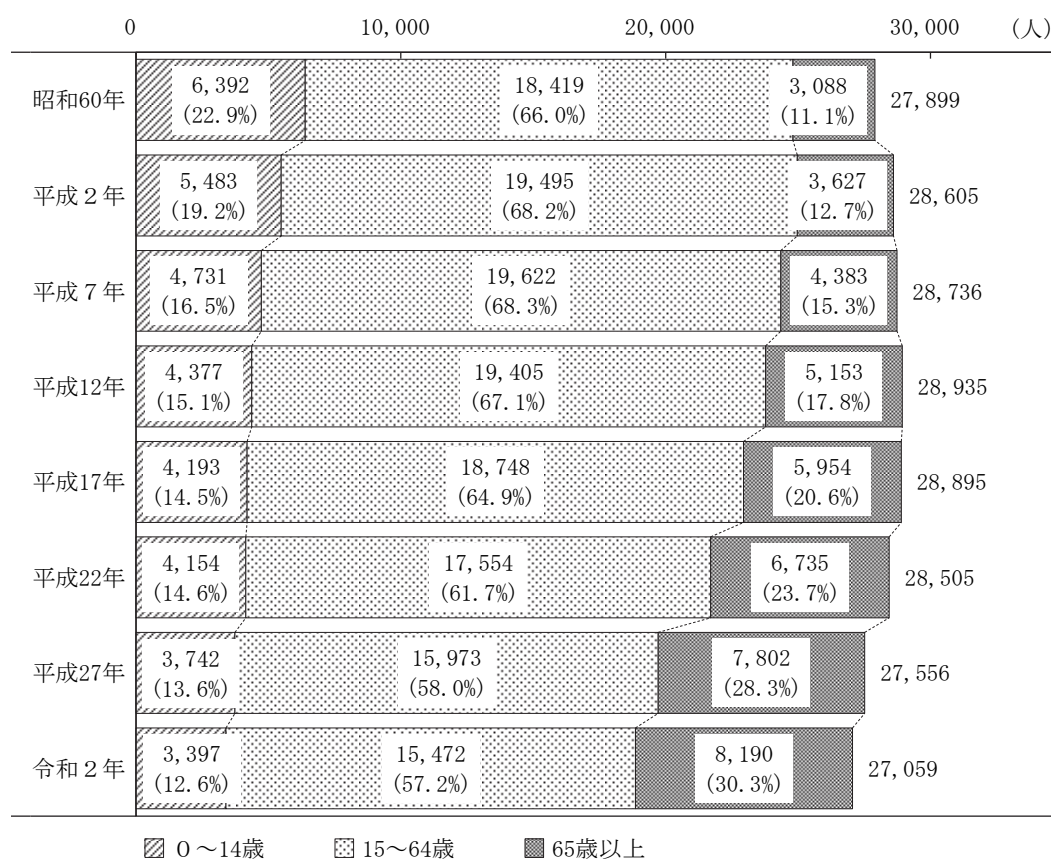 0 10,000 20,000 30,000 (人)
昭和60年 6,392 18,419 3,088 27,899
(22.9%) (66.0%) (11.1%)
平成２年 5,483 19,495 3,627 28,605
(19.2%) (68.2%) (12.7%)
平成７年 4,731 19,622 4,383 28,736
(16.5%) (68.3%) (15.3%)
平成12年 4,377 19,405 5,153 28,935
(15.1%) (67.1%) (17.8%)
平成17年 4,193 18,748 5,954 28,895
(14.5%) (64.9%) (20.6%)
平成22年 4,154 17,554 6,735 28,505
(14.6%) (61.7%) (23.7%)
平成27年 3,742 15,973 7,802 27,556
(13.6%) (58.0%) (28.3%)
令和２年 3,397 15,472 8,190 27,059
(12.6%) (57.2%) (30.3%)
０～14歳 15～64歳 65歳以上